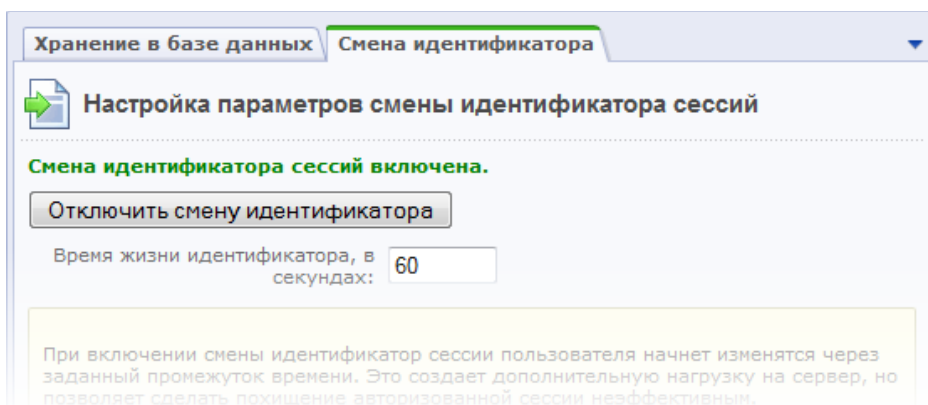 Хранение в базе данных Смена идентификатора
Настройка параметров смены идентификатора сессий
Смена идентификатора сессий включена.
Отключить смену идентификатора
Время жизни идентификатора, в
секундах:
60
При включении смены идентификатор сессии пользователя начнет изменятся через
заданный промежуток времени. Это создает дополнительную нагрузку на сервер, но
позволяет сделать похищение авторизованной сессии неэффективным.